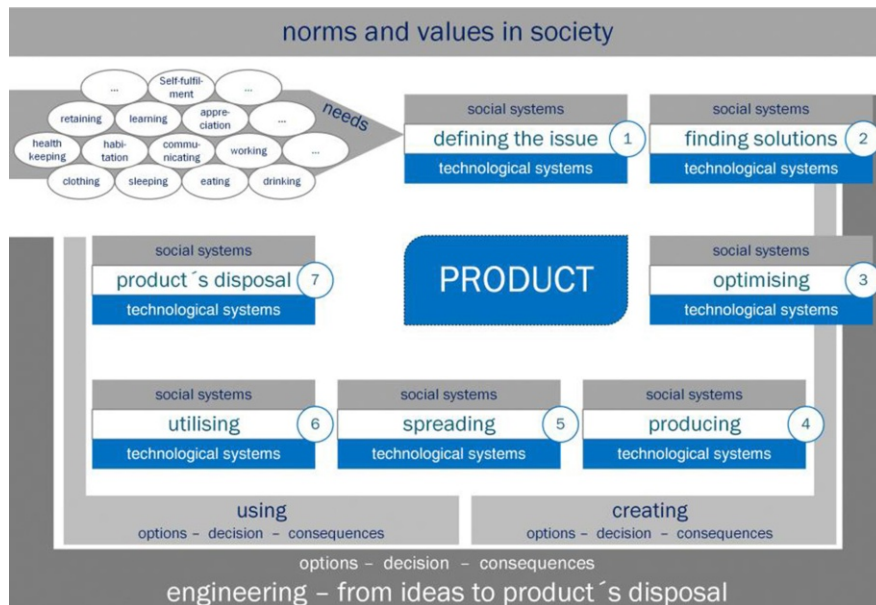 norms and values in society
...
Self-fulfil-
ment
...
retaining
learning
appre-
ciation
...
health
keeping
habi-
tation
commu-
nicating
working
...
clothing
sleeping
eating
drinking
needs
social systems
defining the issue
1
technological systems
social systems
finding solutions
2
technological systems
social systems
product´s disposal
7
technological systems
PRODUCT
social systems
optimising
3
technological systems
social systems
utilising
6
technological systems
social systems
spreading
5
technological systems
social systems
producing
4
technological systems
using
options – decision – consequences
creating
options – decision – consequences
options – decision – consequences
engineering – from ideas to product´s disposal